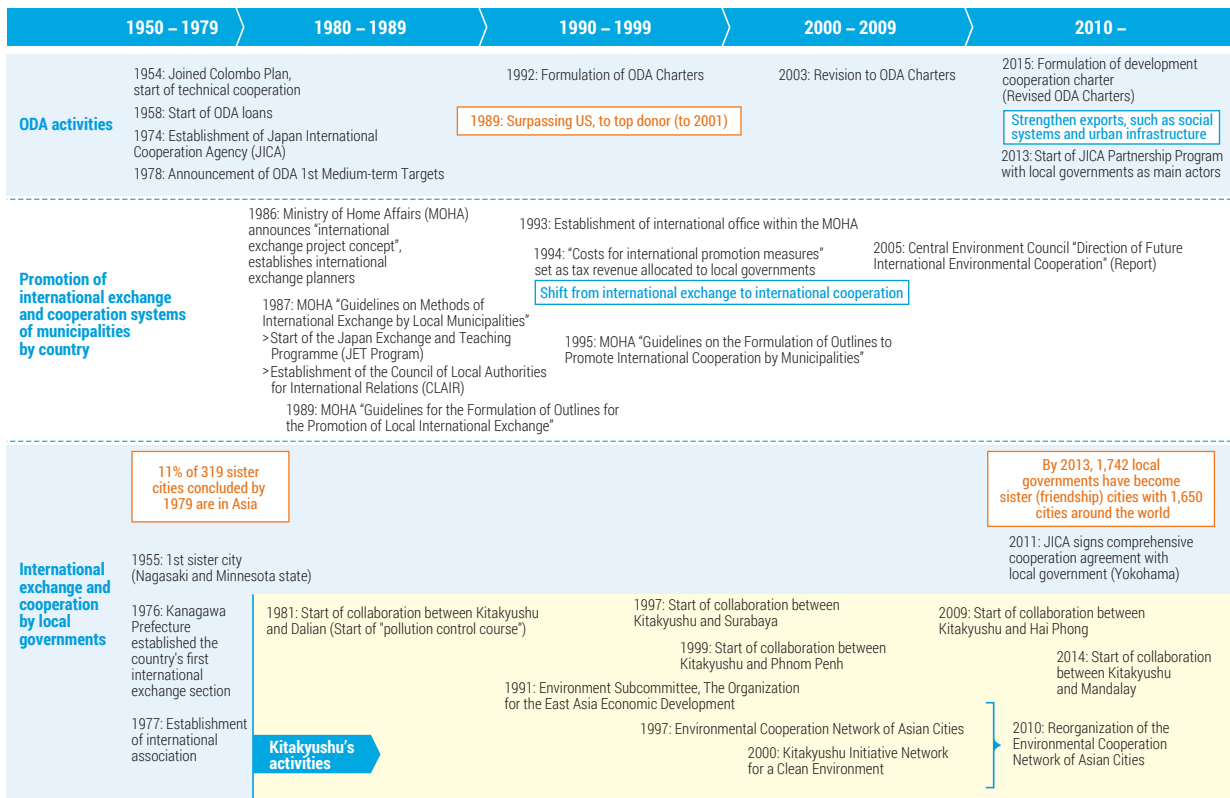 1950 – 1979
1980 – 1989
1990 – 1999
2000 – 2009
2010 –
ODA activities
1954: Joined Colombo Plan,
start of technical cooperation
1958: Start of ODA loans
1974: Establishment of Japan International
Cooperation Agency (JICA)
1978: Announcement of ODA 1st Medium-term Targets
1992: Formulation of ODA Charters
1989: Surpassing US, to top donor (to 2001)
2003: Revision to ODA Charters
2015: Formulation of development
cooperation charter
(Revised ODA Charters)
Strengthen exports, such as social
systems and urban infrastructure
2013: Start of JICA Partnership Program
with local governments as main actors
Promotion of
international exchange
and cooperation systems
of municipalities
by country
1986: Ministry of Home Affairs (MOHA)
announces “international
exchange project concept”,
establishes international
exchange planners
1987: MOHA “Guidelines on Methods of
International Exchange by Local Municipalities”
>Start of the Japan Exchange and Teaching
Programme (JET Program)
>Establishment of the Council of Local Authorities
for International Relations (CLAIR)
1989: MOHA “Guidelines for the Formulation of Outlines for
the Promotion of Local International Exchange”
1993: Establishment of international office within the MOHA
1994: “Costs for international promotion measures”
set as tax revenue allocated to local governments
Shift from international exchange to international cooperation
1995: MOHA “Guidelines on the Formulation of Outlines to
Promote International Cooperation by Municipalities”
2005: Central Environment Council “Direction of Future
International Environmental Cooperation” (Report)
International
exchange and
cooperation
by local
governments
11% of 319 sister
cities concluded by
1979 are in Asia
1955: 1st sister city
(Nagasaki and Minnesota state)
1976: Kanagawa
Prefecture
established the
country's first
international
exchange section
1977: Establishment
of international
association
By 2013, 1,742 local
governments have become
sister (friendship) cities with 1,650
cities around the world
2011: JICA signs comprehensive
cooperation agreement with
local government (Yokohama)
1981: Start of collaboration between Kitakyushu
and Dalian (Start of "pollution control course")
1997: Start of collaboration between
Kitakyushu and Surabaya
1999: Start of collaboration between
Kitakyushu and Phnom Penh
2009: Start of collaboration between
Kitakyushu and Hai Phong
2014: Start of collaboration
between Kitakyushu
and Mandalay
1991: Environment Subcommittee, The Organization
for the East Asia Economic Development
1997: Environmental Cooperation Network of Asian Cities
2000: Kitakyushu Initiative Network
for a Clean Environment
2010: Reorganization of the
Environmental Cooperation
Network of Asian Cities
Kitakyushu's
activities